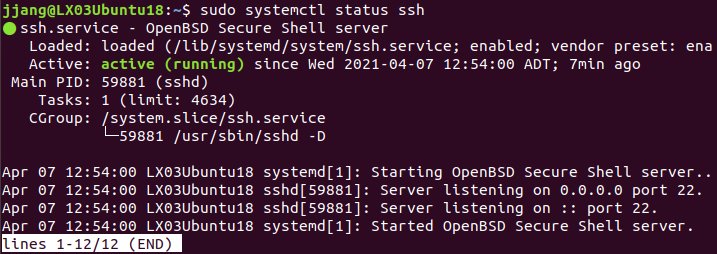 jjang@LX03Ubuntu18:~$ sudo systemctl status ssh
● ssh.service - OpenBSD Secure Shell server
   Loaded: loaded (/lib/systemd/system/ssh.service; enabled; vendor preset: ena
   Active: active (running) since Wed 2021-04-07 12:54:00 ADT; 7min ago
 Main PID: 59881 (sshd)
    Tasks: 1 (limit: 4634)
   CGroup: /system.slice/ssh.service
           └─59881 /usr/sbin/sshd -D
Apr 07 12:54:00 LX03Ubuntu18 systemd[1]: Starting OpenBSD Secure Shell server..
Apr 07 12:54:00 LX03Ubuntu18 sshd[59881]: Server listening on 0.0.0.0 port 22.
Apr 07 12:54:00 LX03Ubuntu18 sshd[59881]: Server listening on :: port 22.
Apr 07 12:54:00 LX03Ubuntu18 systemd[1]: Started OpenBSD Secure Shell server.
lines 1-12/12 (END)